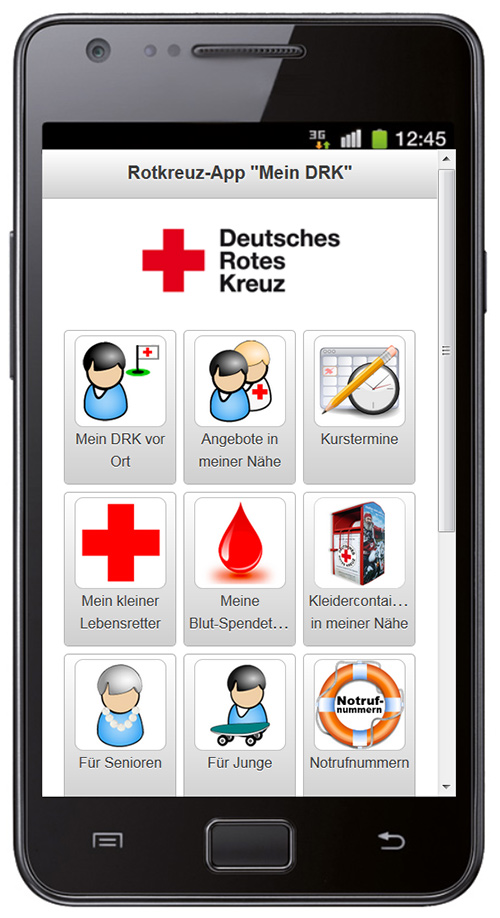 3G 12:45
Rotkreuz-App "Mein DRK"
Deutsches
Rotes
Kreuz
Mein DRK vor
Ort
Angebote in
meiner Nähe
Kurstermine
Mein kleiner
Lebensretter
Meine
Blut-Spendet...
Kleidercontai...
in meiner Nähe
Für Senioren
Für Junge
Notruf-
nummern
Notrufnummern